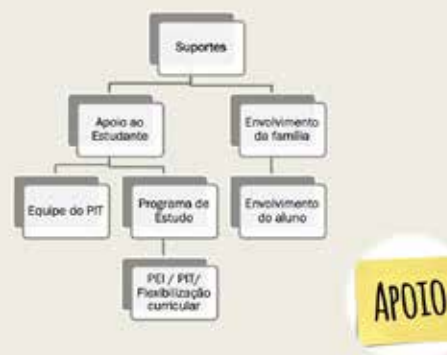 Suportes
Apoio ao
Estudante
Envolvimento
da família
Equipe do PIT
Programa de
Estudo
Envolvimento
do aluno
PEI / PIT/
Flexibilização
curricular
APOIO